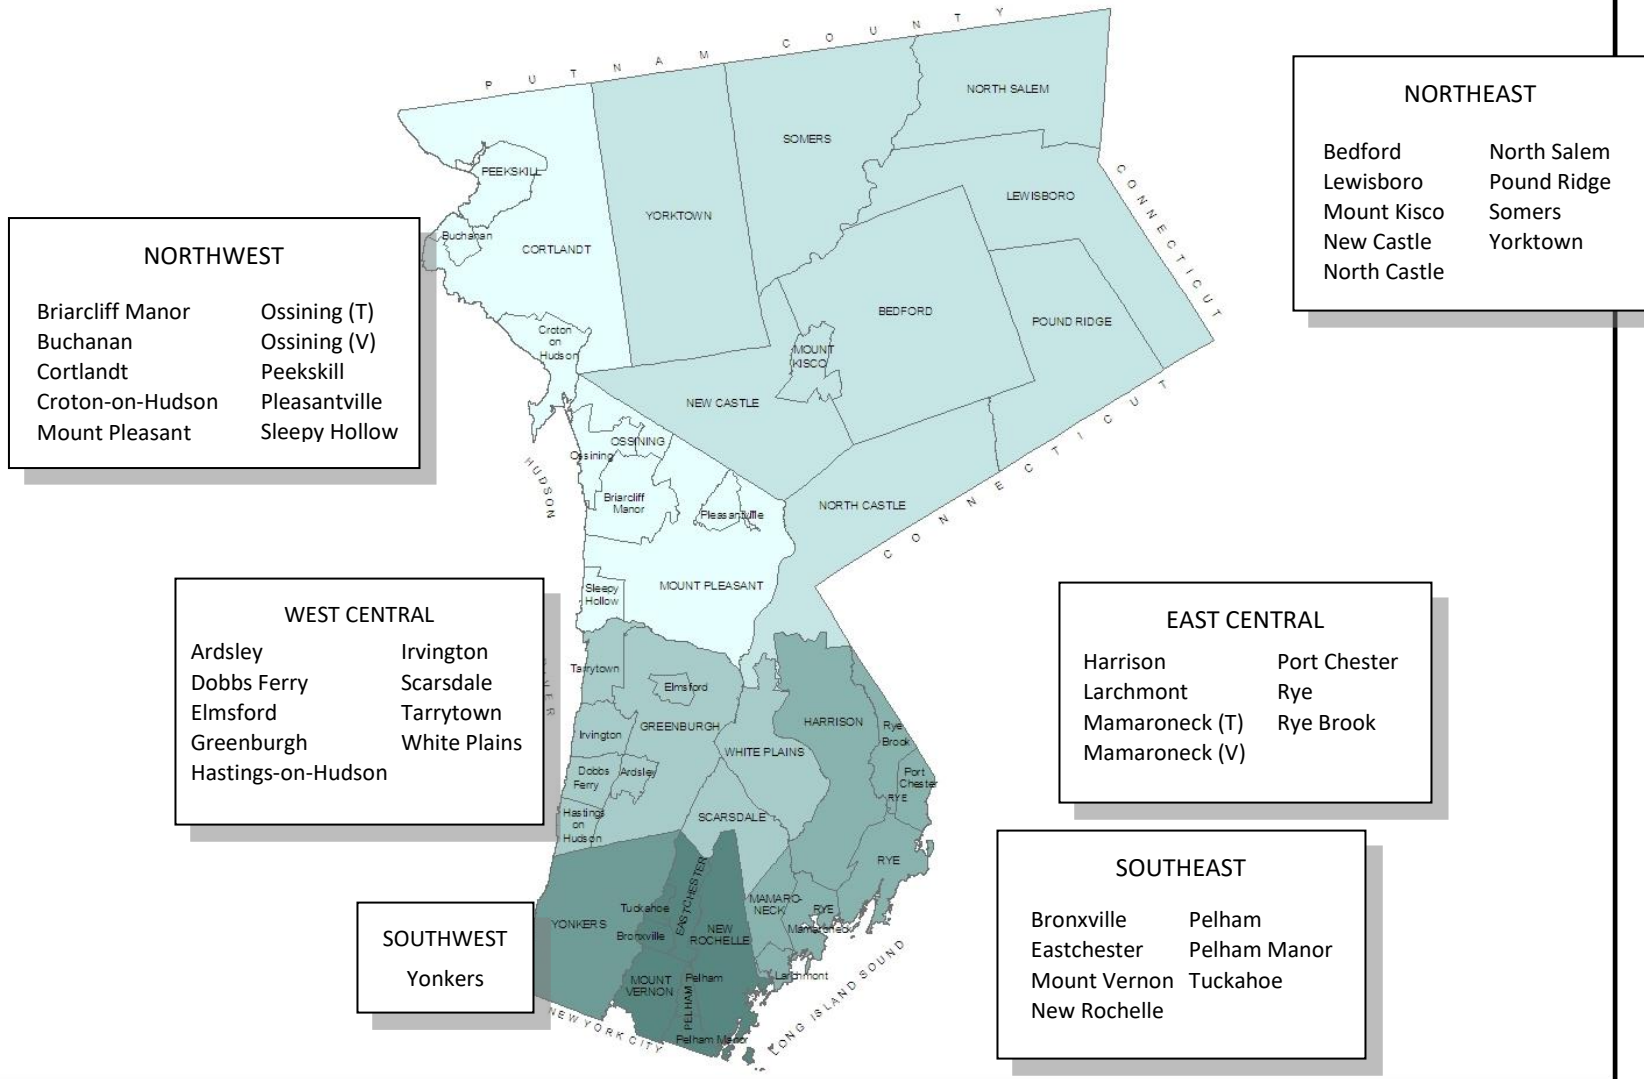 PUTNAM COUNTY
NORTH SALEM
SOMERS
PEEKSKILL
YORKTOWN
LEWISBORO
CONNECTICUT
Buchanan
CORTLANDT
BEDFORD
POUND RIDGE
Croton
on
Hudson
MOUNT
KISCO
NEW CASTLE
OSSINING
Ossining
HUDSON
Briarcliff
Manor
Pleasantville
NORTH CASTLE
CONNECTICUT
MOUNT PLEASANT
Sleepy
Hollow
Tarrytown
Elmsford
GREENBURGH
HARRISON
Rye
Brook
Irvington
WHITE PLAINS
Dobbs
Ferry
Ardsley
Port
Chester
RYE
SCARSDALE
Hastings
on
Hudson
RYE
EASTCHESTER
MAMARO-
NECK
Tuckahoe
RYE
YONKERS
NEW
ROCHELLE
Mamaroneck
Bronxville
Larchmont
MOUNT
VERNON
Pelham
PELHAM
Pelham Manor
NEW YORK CITY
LONG ISLAND SOUND
NORTHEAST
Bedford North Salem
Lewisboro Pound Ridge
Mount Kisco Somers
New Castle Yorktown
North Castle
NORTHWEST
Briarcliff Manor Ossining (T)
Buchanan Ossining (V)
Cortlandt Peekskill
Croton-on-Hudson Pleasantville
Mount Pleasant Sleepy Hollow
WEST CENTRAL
Ardsley Irvington
Dobbs Ferry Scarsdale
Elmsford Tarrytown
Greenburgh White Plains
Hastings-on-Hudson
EAST CENTRAL
Harrison Port Chester
Larchmont Rye
Mamaroneck (T) Rye Brook
Mamaroneck (V)
SOUTHWEST
Yonkers
SOUTHEAST
Bronxville Pelham
Eastchester Pelham Manor
Mount Vernon Tuckahoe
New Rochelle